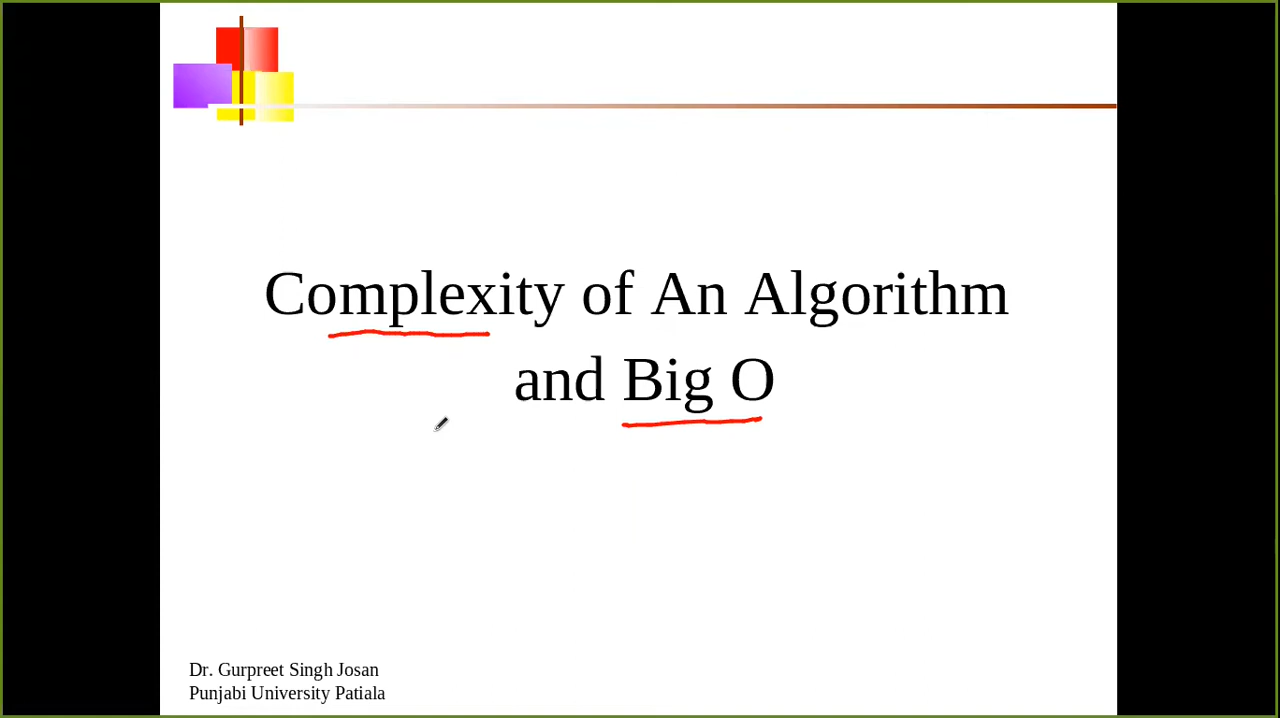 Complexity of An Algorithm
and Big O
Dr. Gurpreet Singh Josan
Punjabi University Patiala